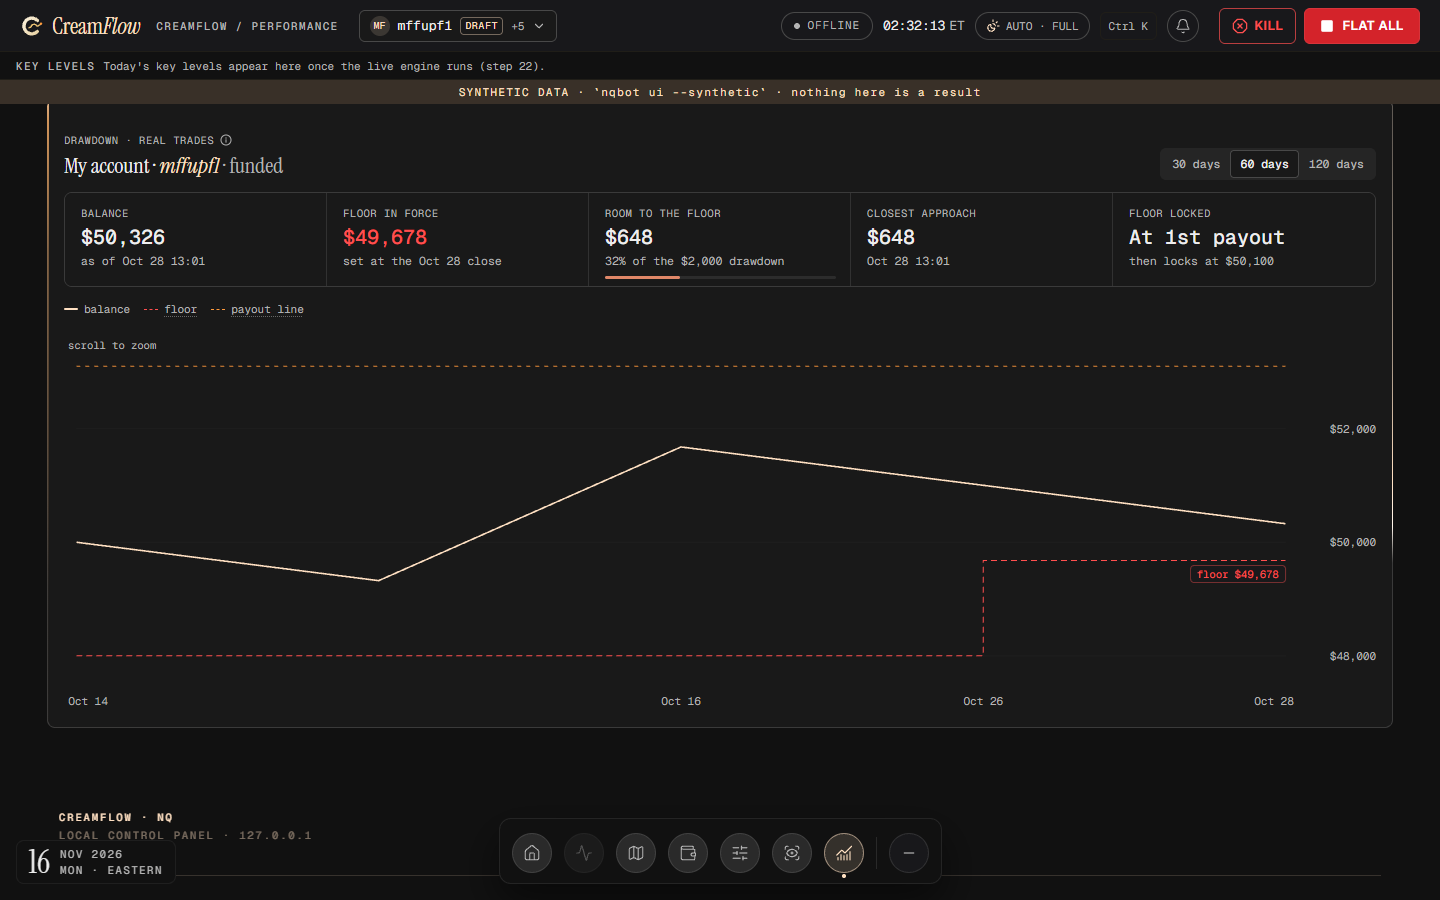 CreamFlow CREAMFLOW / PERFORMANCE MF mffupf1 DRAFT +5 OFFLINE 02:32:13 ET AUTO · FULL Ctrl K KILL FLAT ALL
KEY LEVELS Today's key levels appear here once the live engine runs (step 22).
SYNTHETIC DATA · `nqbot ui --synthetic` · nothing here is a result
DRAWDOWN · REAL TRADES
My account · mffupf1 · funded
30 days 60 days 120 days
BALANCE
$50,326
as of Oct 28 13:01
FLOOR IN FORCE
$49,678
set at the Oct 28 close
ROOM TO THE FLOOR
$648
32% of the $2,000 drawdown
CLOSEST APPROACH
$648
Oct 28 13:01
FLOOR LOCKED
At 1st payout
then locks at $50,100
balance floor payout line
scroll to zoom
$52,000
$50,000
floor $49,678
$48,000
Oct 14 Oct 16 Oct 26 Oct 28
CREAMFLOW · NQ
LOCAL CONTROL PANEL · 127.0.0.1
16 NOV 2026
MON · EASTERN